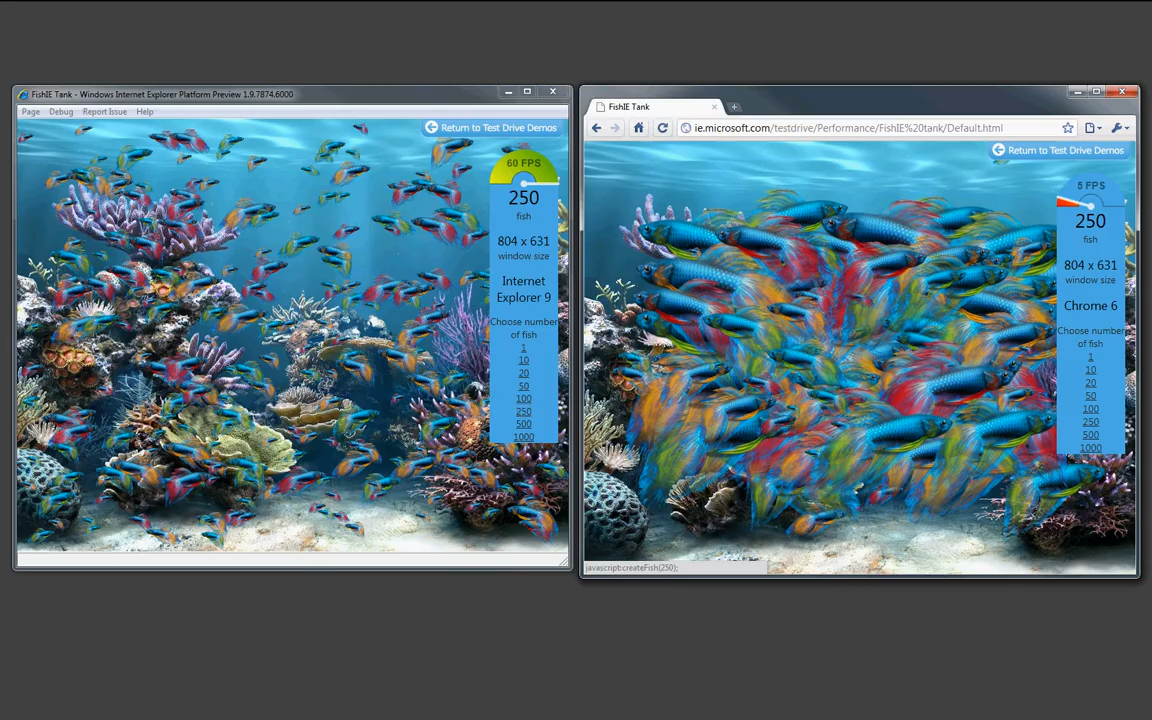 FishIE Tank - Windows Internet Explorer Platform Preview 1.9.7874.6000
Page Debug Report Issue Help
Return to Test Drive Demos
60 FPS
250
fish
804 x 631
window size
Internet
Explorer 9
Choose number
of fish
1
10
20
50
100
250
500
1000
FishIE Tank
ie.microsoft.com/testdrive/Performance/FishIE%20tank/Default.html
Return to Test Drive Demos
5 FPS
250
fish
804 x 631
window size
Chrome 6
Choose number
of fish
1
10
20
50
100
250
500
1000
javascript:createFish(250);